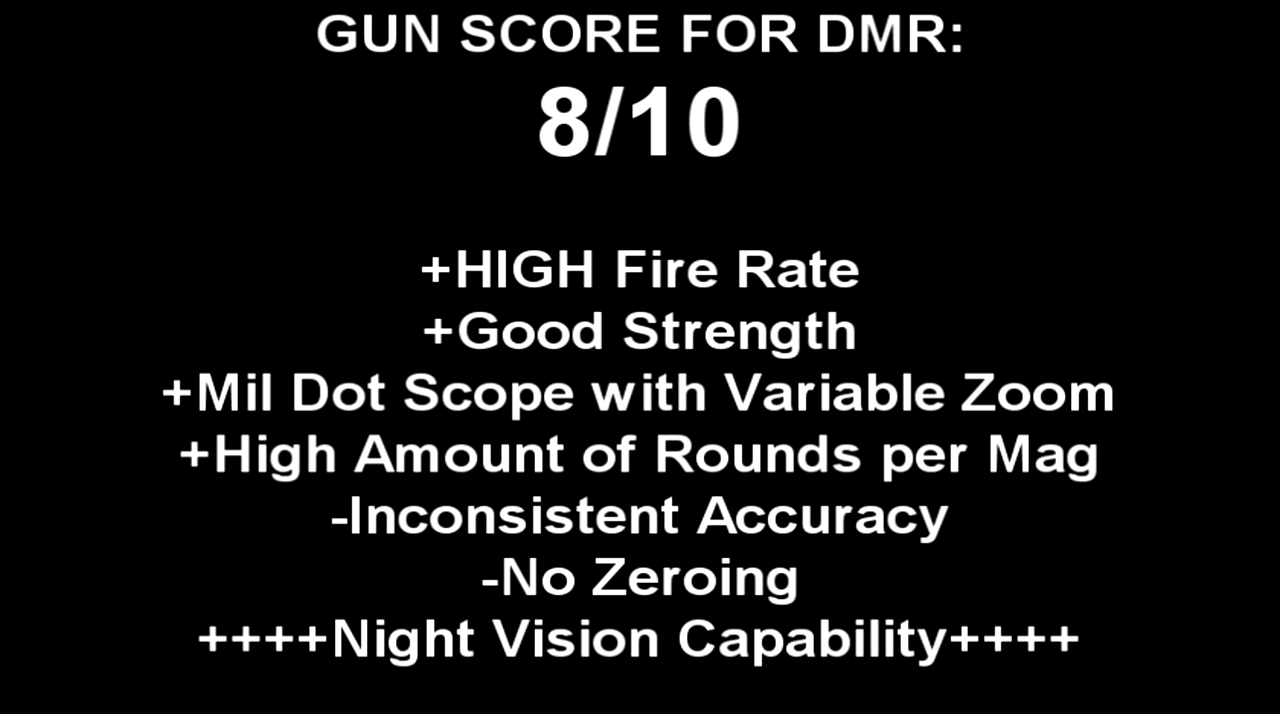 GUN SCORE FOR DMR:
8/10
+HIGH Fire Rate
+Good Strength
+Mil Dot Scope with Variable Zoom
+High Amount of Rounds per Mag
-Inconsistent Accuracy
-No Zeroing
++++Night Vision Capability++++